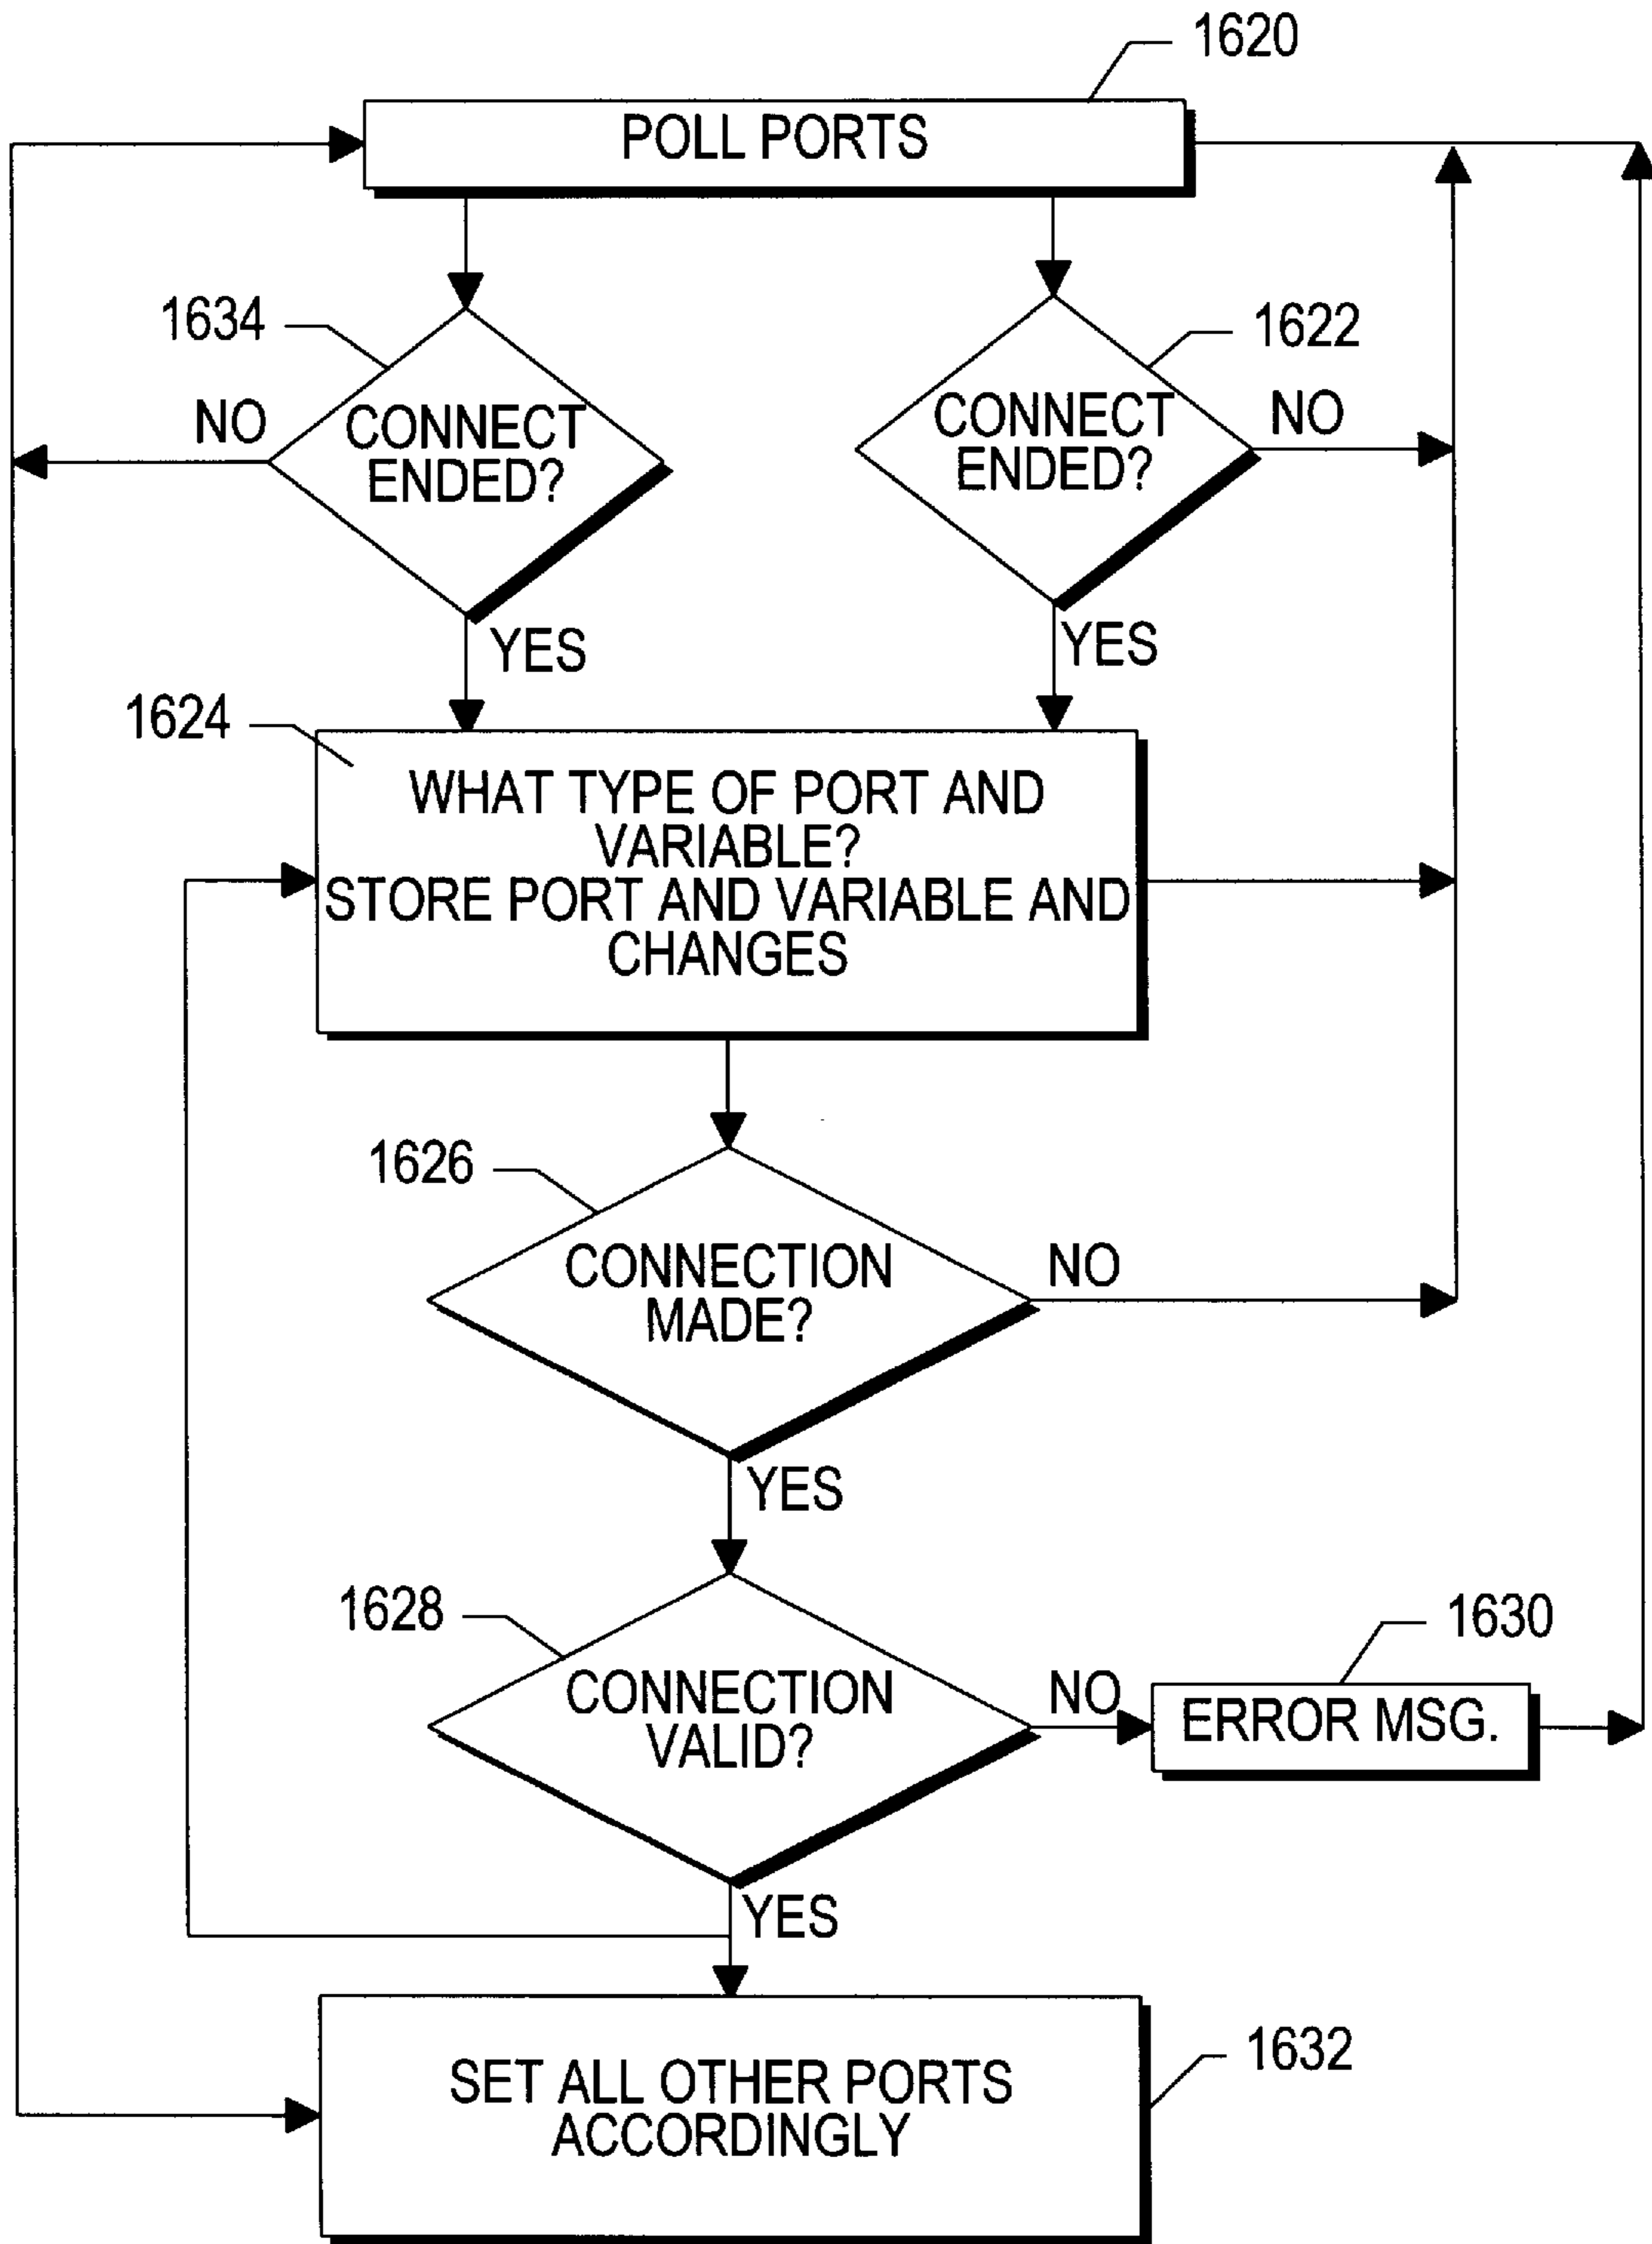 1620
POLL PORTS
1634
1622
NO
CONNECT
ENDED?
CONNECT
ENDED?
NO
YES
YES
1624
WHAT TYPE OF PORT AND
VARIABLE?
STORE PORT AND VARIABLE AND
CHANGES
1626
CONNECTION
MADE?
NO
YES
1628
CONNECTION
VALID?
NO
1630
ERROR MSG.
YES
SET ALL OTHER PORTS
ACCORDINGLY
1632